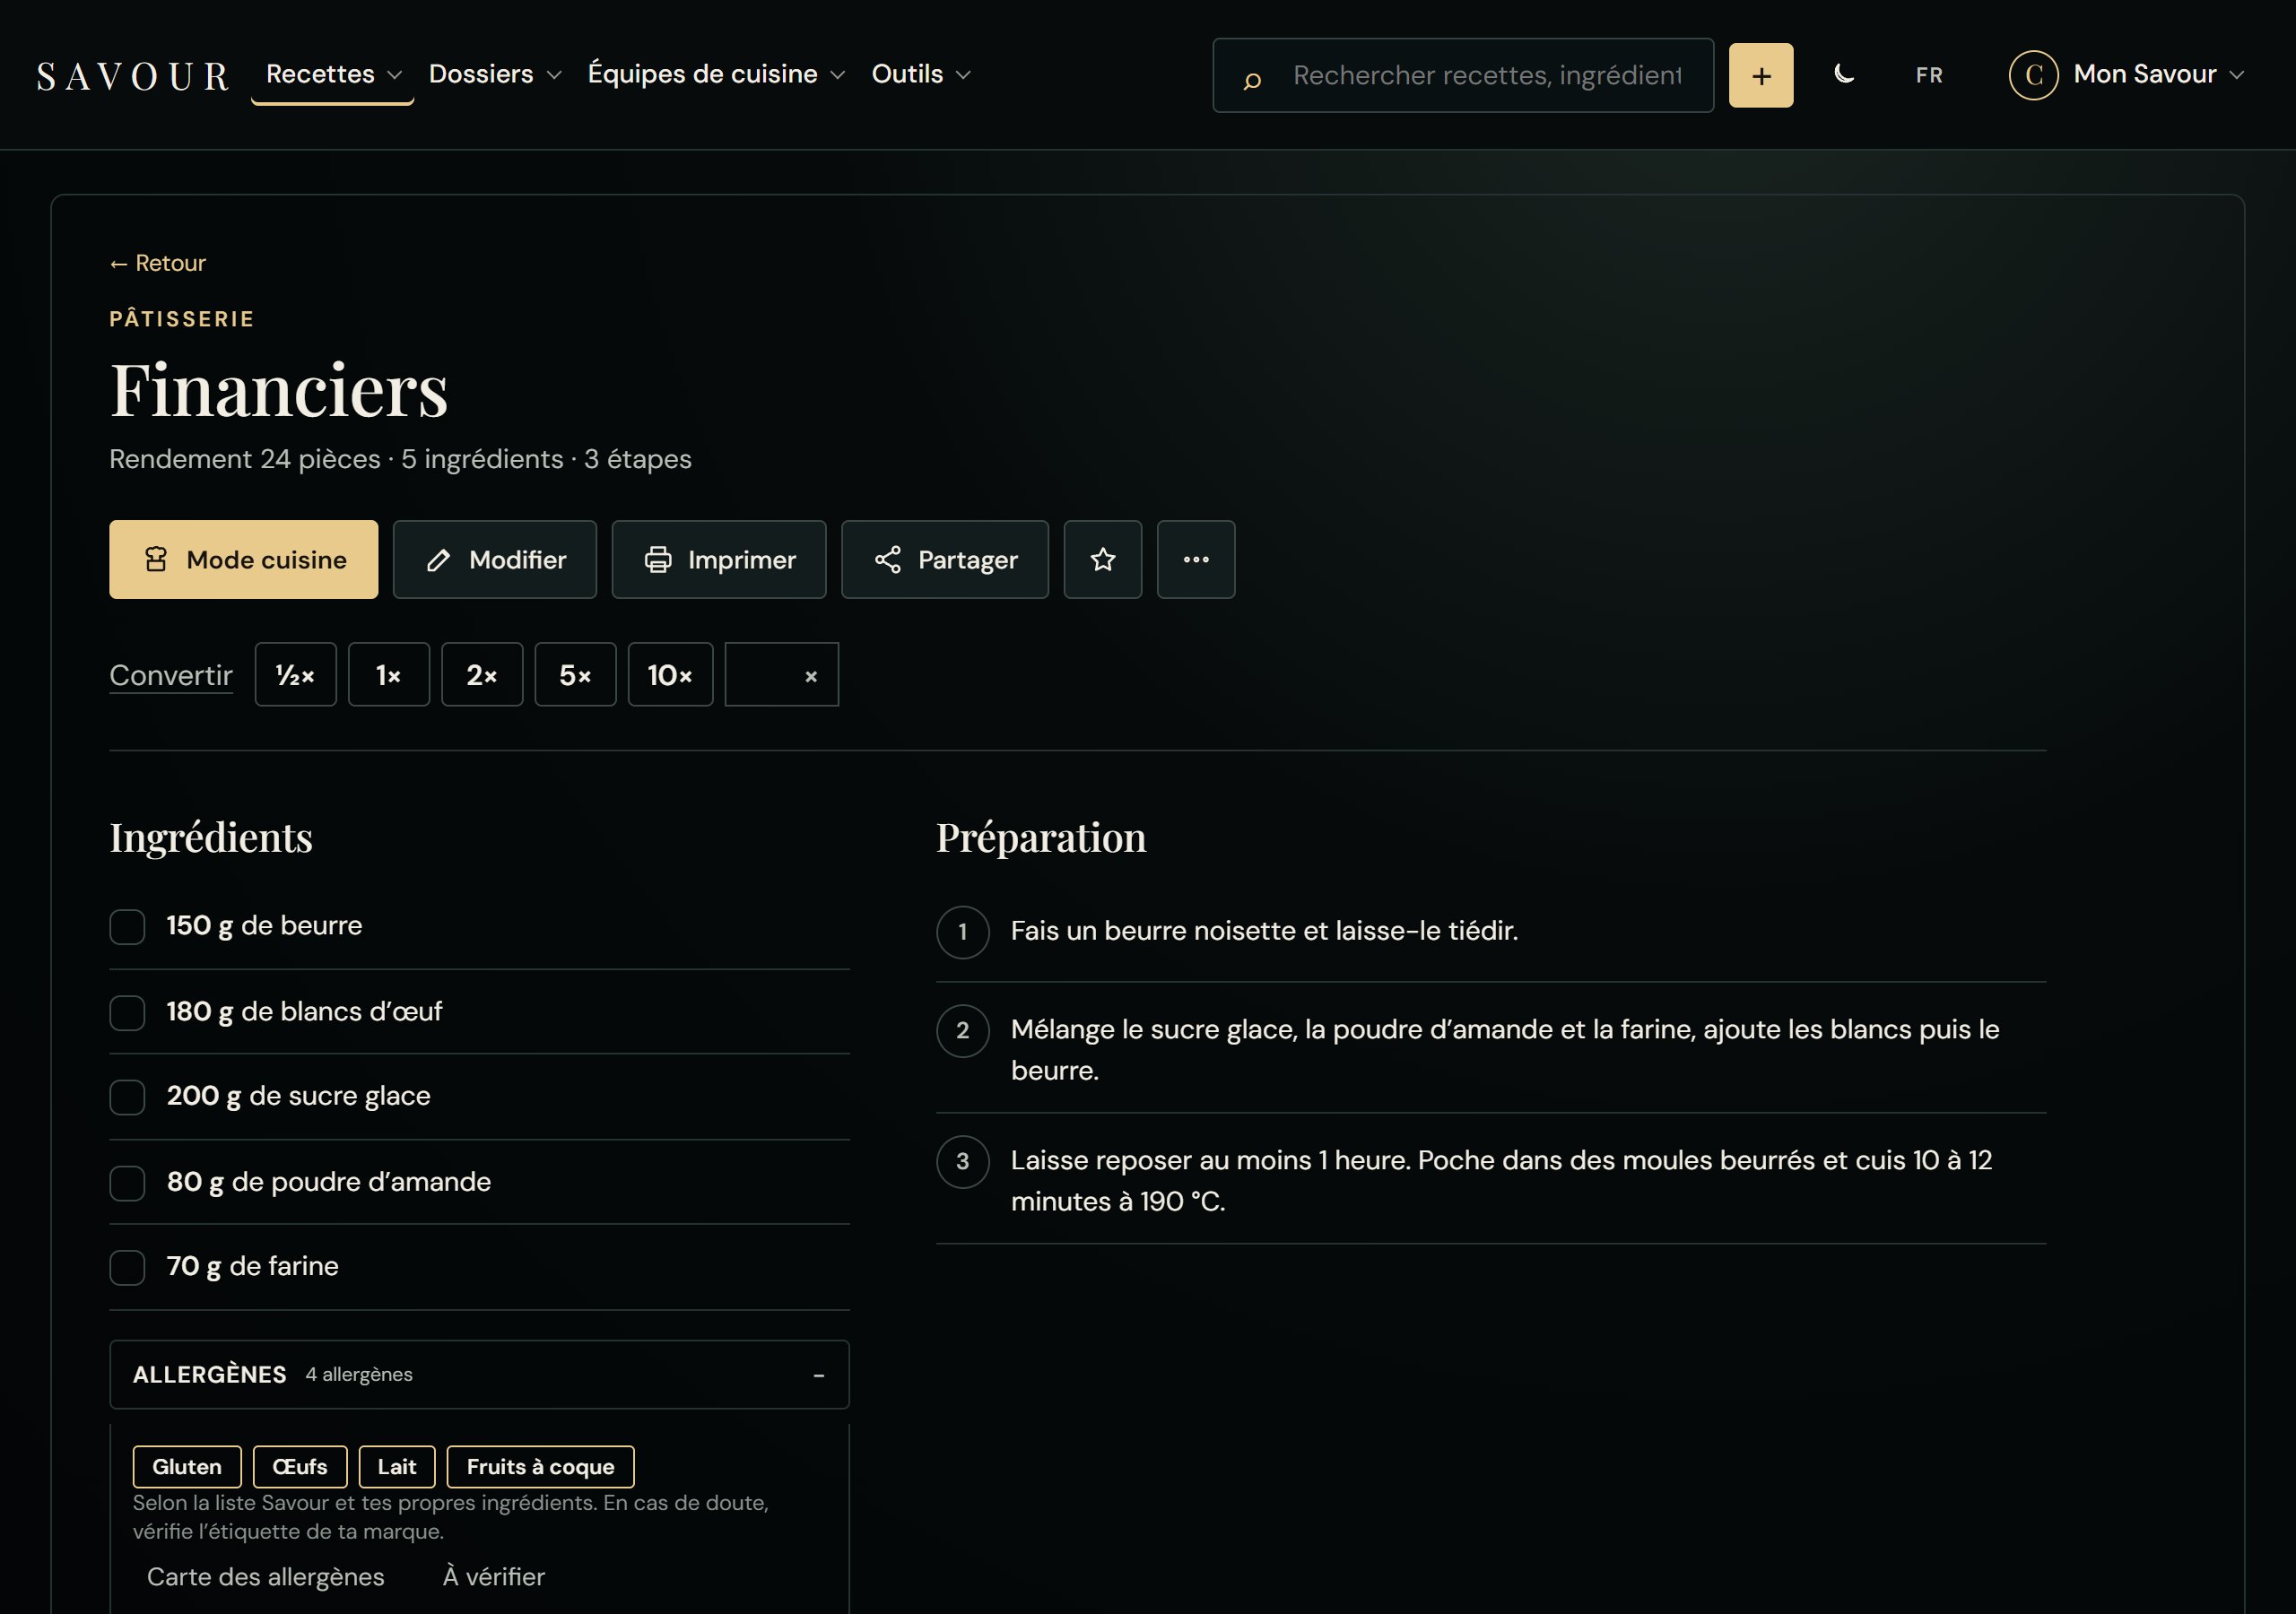 SAVOUR Recettes Dossiers Équipes de cuisine Outils Rechercher recettes, ingrédient + FR C Mon Savour
← Retour
PÂTISSERIE
Financiers
Rendement 24 pièces · 5 ingrédients · 3 étapes
Mode cuisine Modifier Imprimer Partager
Convertir ½× 1× 2× 5× 10× ×
Ingrédients
150 g de beurre
180 g de blancs d’œuf
200 g de sucre glace
80 g de poudre d’amande
70 g de farine
ALLERGÈNES 4 allergènes –
Gluten Œufs Lait Fruits à coque
Selon la liste Savour et tes propres ingrédients. En cas de doute,
vérifie l’étiquette de ta marque.
Carte des allergènes À vérifier
Préparation
1 Fais un beurre noisette et laisse-le tiédir.
2 Mélange le sucre glace, la poudre d’amande et la farine, ajoute les blancs puis le
beurre.
3 Laisse reposer au moins 1 heure. Poche dans des moules beurrés et cuis 10 à 12
minutes à 190 °C.